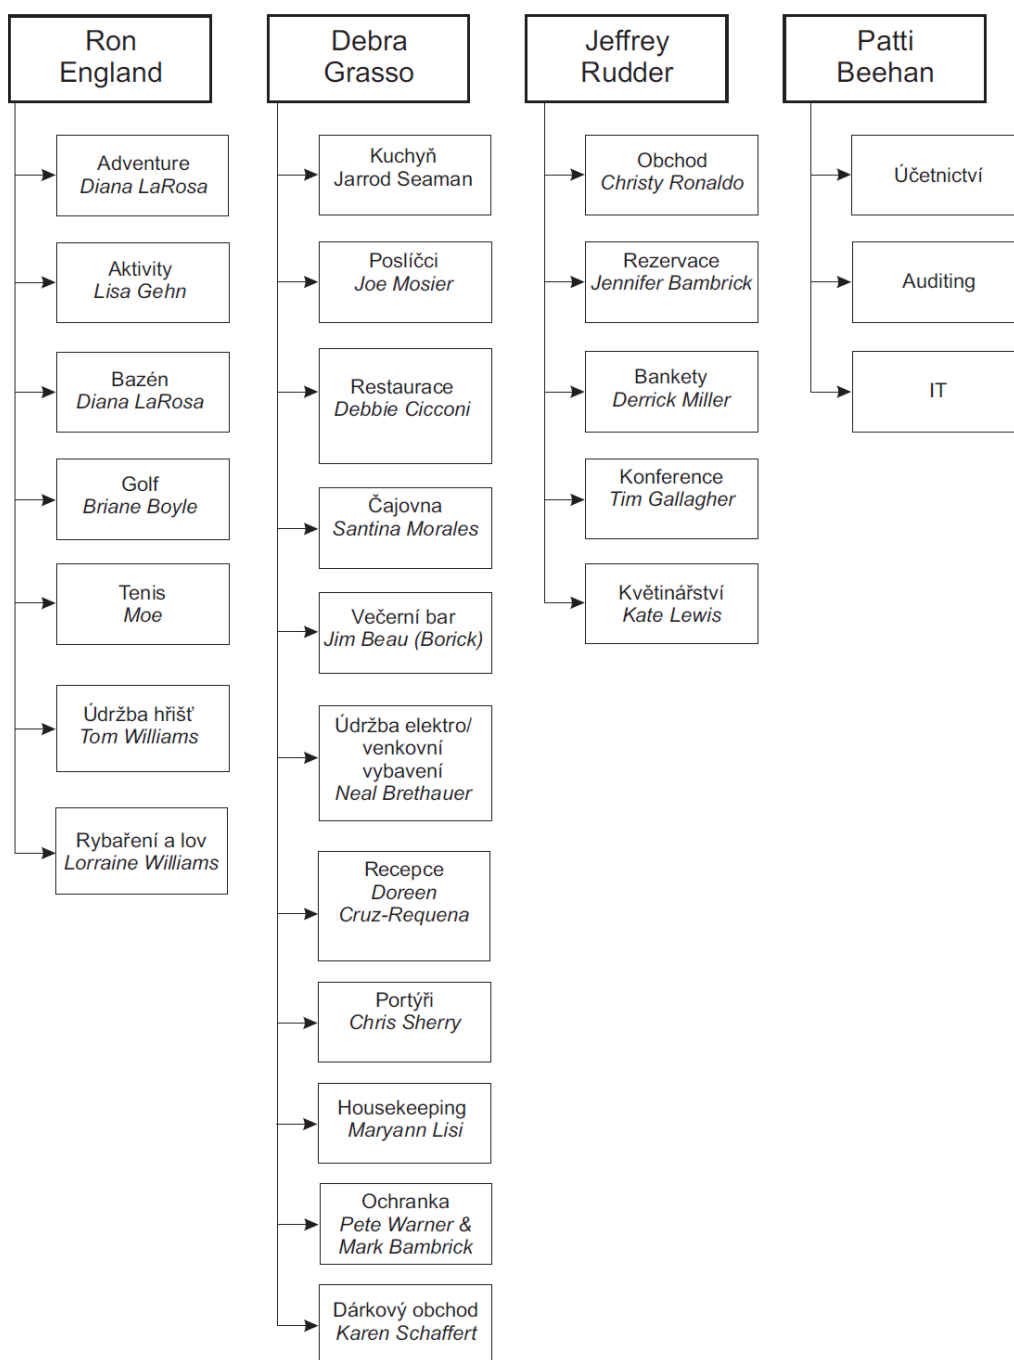 Ron
England
Adventure
Diana LaRosa
Aktivity
Lisa Gehn
Bazén
Diana LaRosa
Golf
Briane Boyle
Tenis
Moe
Údržba hřišť
Tom Williams
Rybaření a lov
Lorraine Williams
Debra
Grasso
Kuchyň
Jarrod Seaman
Poslíčci
Joe Mosier
Restaurace
Debbie Cicconi
Čajovna
Santina Morales
Večerní bar
Jim Beau (Borick)
Údržba elektro/
venkovní
vybavení
Neal Brethauer
Recepce
Doreen
Cruz-Requena
Portýři
Chris Sherry
Housekeeping
Maryann Lisi
Ochranka
Pete Warner &
Mark Bambrick
Dárkový obchod
Karen Schaffert
Jeffrey
Rudder
Obchod
Christy Ronaldo
Rezervace
Jennifer Bambrick
Bankety
Derrick Miller
Konference
Tim Gallagher
Květinářství
Kate Lewis
Patti
Beehan
Účetnictví
Auditing
IT